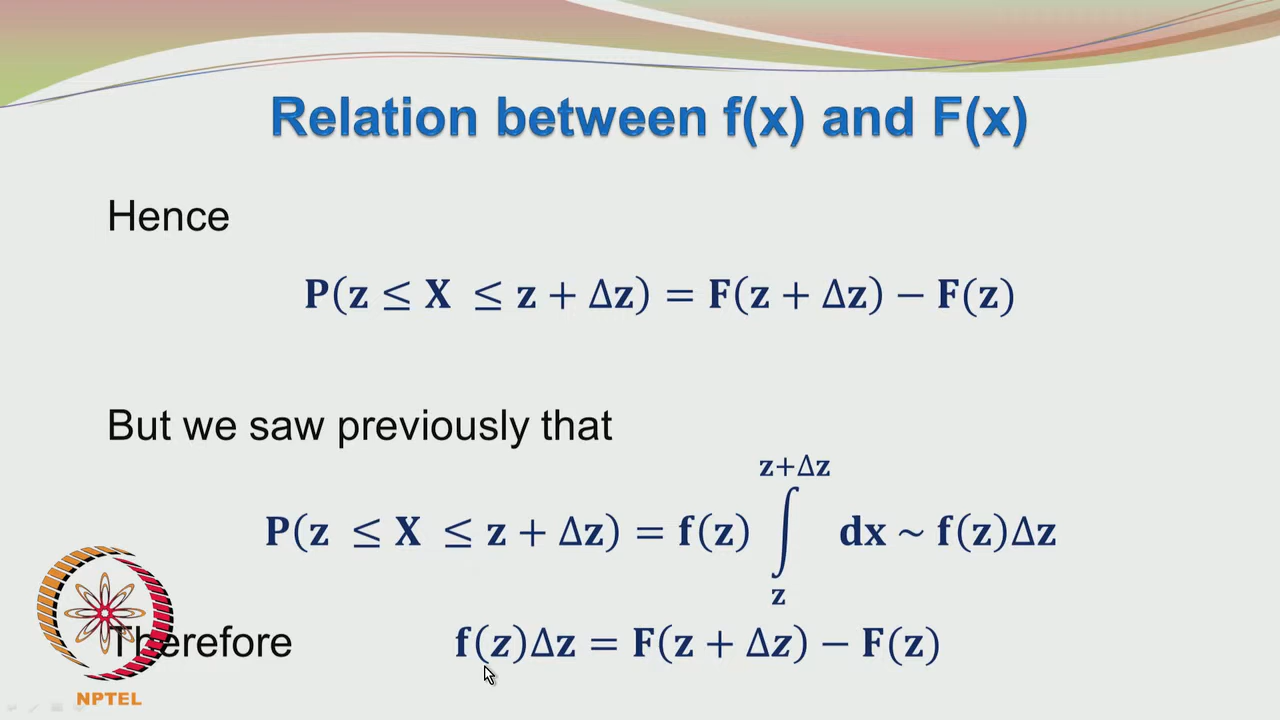 Relation between f(x) and F(x)
Hence
P(z ≤ X ≤ z + Δz) = F(z + Δz) − F(z)
But we saw previously that
P(z ≤ X ≤ z + Δz) = f(z) ∫_z^{z+Δz} dx ~ f(z)Δz
Therefore f(z)Δz = F(z + Δz) − F(z)
NPTEL